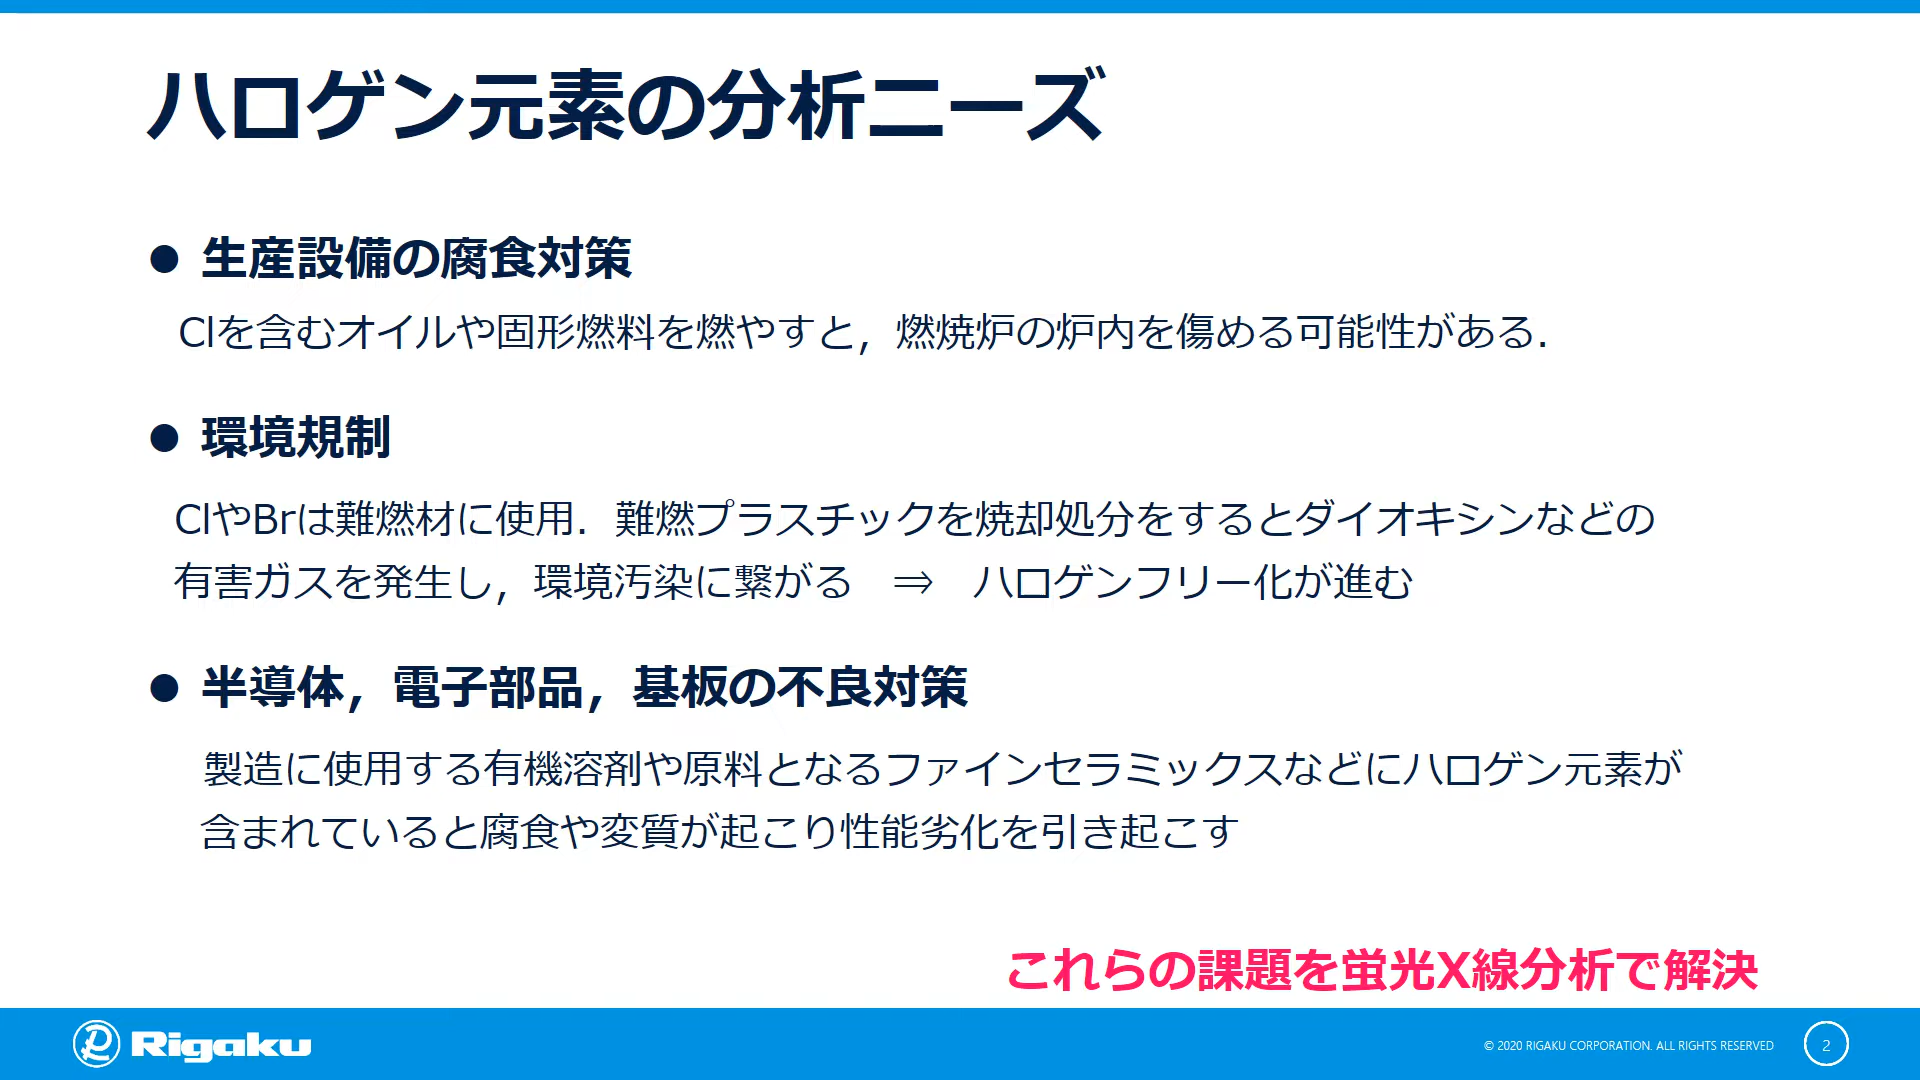 ハロゲン元素の分析ニーズ
● 生産設備の腐食対策
Clを含むオイルや固形燃料を燃やすと，燃焼炉の炉内を傷める可能性がある．
● 環境規制
ClやBrは難燃材に使用．難燃プラスチックを焼却処分をするとダイオキシンなどの
有害ガスを発生し，環境汚染に繋がる　⇒　ハロゲンフリー化が進む
● 半導体，電子部品，基板の不良対策
製造に使用する有機溶剤や原料となるファインセラミックスなどにハロゲン元素が
含まれていると腐食や変質が起こり性能劣化を引き起こす
これらの課題を蛍光X線分析で解決
Rigaku
© 2020 RIGAKU CORPORATION. ALL RIGHTS RESERVED
2